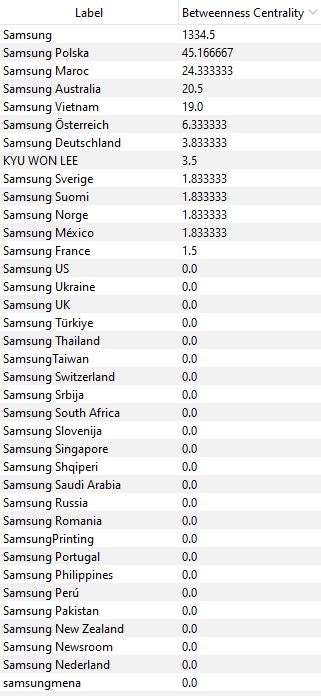 Label Betweenness Centrality
Samsung 1334.5
Samsung Polska 45.166667
Samsung Maroc 24.333333
Samsung Australia 20.5
Samsung Vietnam 19.0
Samsung Österreich 6.333333
Samsung Deutschland 3.833333
KYU WON LEE 3.5
Samsung Sverige 1.833333
Samsung Suomi 1.833333
Samsung Norge 1.833333
Samsung México 1.833333
Samsung France 1.5
Samsung US 0.0
Samsung Ukraine 0.0
Samsung UK 0.0
Samsung Türkiye 0.0
Samsung Thailand 0.0
SamsungTaiwan 0.0
Samsung Switzerland 0.0
Samsung Srbija 0.0
Samsung South Africa 0.0
Samsung Slovenija 0.0
Samsung Singapore 0.0
Samsung Shqiperi 0.0
Samsung Saudi Arabia 0.0
Samsung Russia 0.0
Samsung Romania 0.0
SamsungPrinting 0.0
Samsung Portugal 0.0
Samsung Philippines 0.0
Samsung Perú 0.0
Samsung Pakistan 0.0
Samsung New Zealand 0.0
Samsung Newsroom 0.0
Samsung Nederland 0.0
samsungmena 0.0